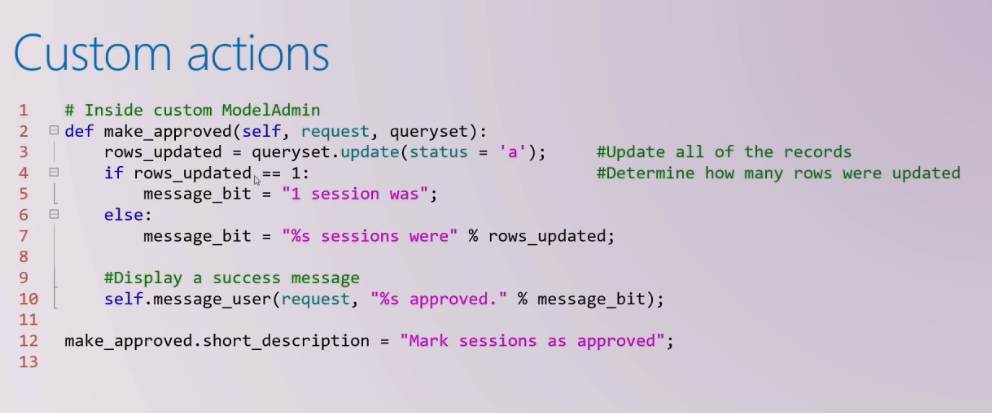 Custom actions
1 # Inside custom ModelAdmin
2 def make_approved(self, request, queryset):
3 rows_updated = queryset.update(status = 'a'); #Update all of the records
4 if rows_updated == 1: #Determine how many rows were updated
5 message_bit = "1 session was";
6 else:
7 message_bit = "%s sessions were" % rows_updated;
8
9 #Display a success message
10 self.message_user(request, "%s approved." % message_bit);
11
12 make_approved.short_description = "Mark sessions as approved";
13